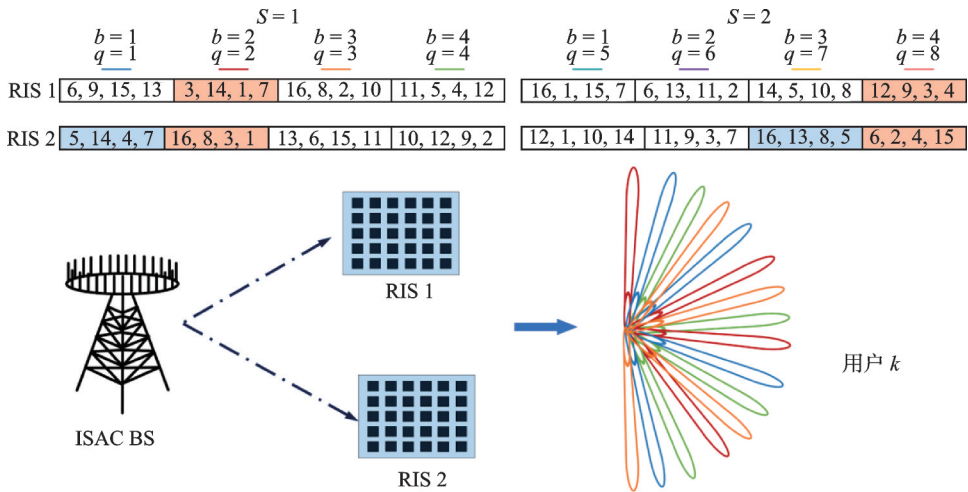 S = 1 S = 2
b = 1 b = 2 b = 3 b = 4 b = 1 b = 2 b = 3 b = 4
q = 1 q = 2 q = 3 q = 4 q = 5 q = 6 q = 7 q = 8
RIS 1 6, 9, 15, 13 3, 14, 1, 7 16, 8, 2, 10 11, 5, 4, 12 16, 1, 15, 7 6, 13, 11, 2 14, 5, 10, 8 12, 9, 3, 4
RIS 2 5, 14, 4, 7 16, 8, 3, 1 13, 6, 15, 11 10, 12, 9, 2 12, 1, 10, 14 11, 9, 3, 7 16, 13, 8, 5 6, 2, 4, 15
RIS 1
用户 k
ISAC BS
RIS 2